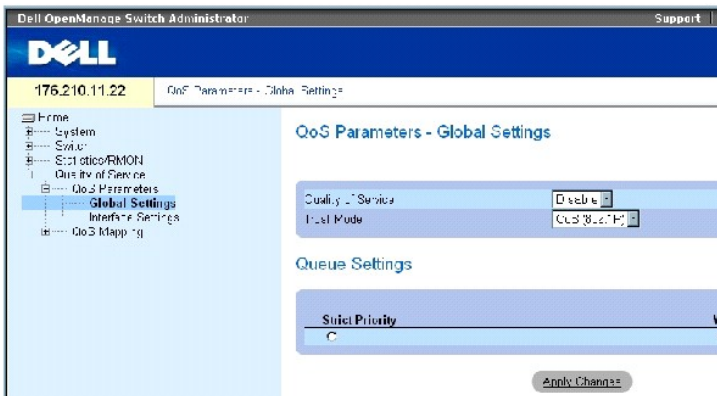 Dell OpenManage Switch Administrator
Support
DELL
176.210.11.22
QoS Parameters - Global Settings
Home
System
Switch
Statistics/RMON
Quality of Service
QoS Parameters
Global Settings
Interface Settings
QoS Mapping
QoS Parameters - Global Settings
Quality of Service
Disable
Trust Mode
CoS (802.1P)
Queue Settings
Strict Priority
Apply Changes